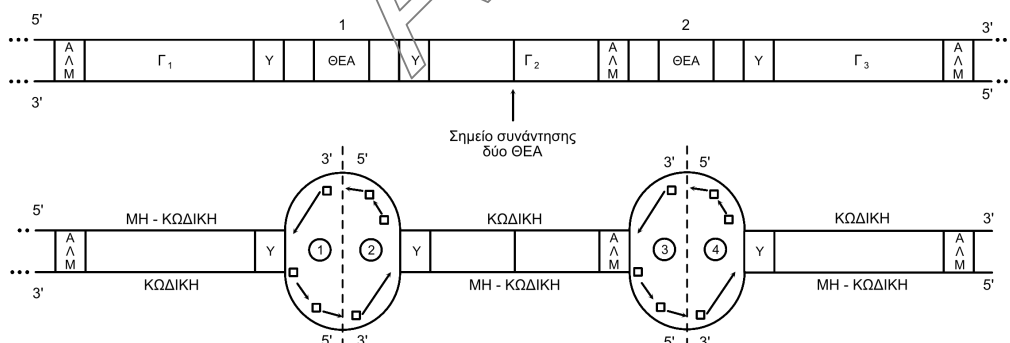 5' 1 2 3'
Α Λ Μ Γ₁ Υ ΘΕΑ Υ Γ₂ Α Λ Μ ΘΕΑ Υ Γ₃ Α Λ Μ
3' 5'
Σημείο συνάντησης
δύο ΘΕΑ
3' 5' 3' 5'
5' ΜΗ - ΚΩΔΙΚΗ ΚΩΔΙΚΗ ΚΩΔΙΚΗ 3'
Α Λ Μ Υ 1 2 Υ Α Λ Μ 3 4 Υ Α Λ Μ
3' ΚΩΔΙΚΗ ΜΗ - ΚΩΔΙΚΗ ΜΗ - ΚΩΔΙΚΗ 5'
5' 3' 5' 3'